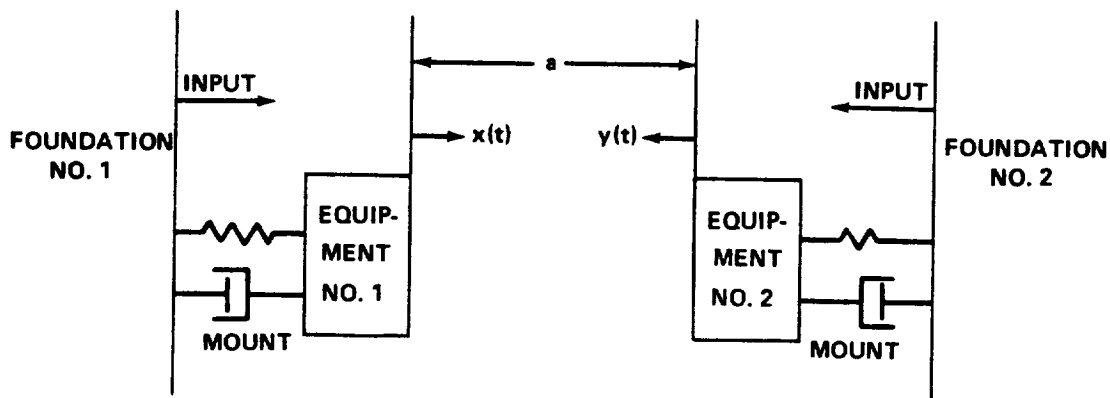 a
INPUT
INPUT
x(t)
y(t)
FOUNDATION
NO. 1
FOUNDATION
NO. 2
EQUIP-
MENT
NO. 1
EQUIP-
MENT
NO. 2
MOUNT
MOUNT